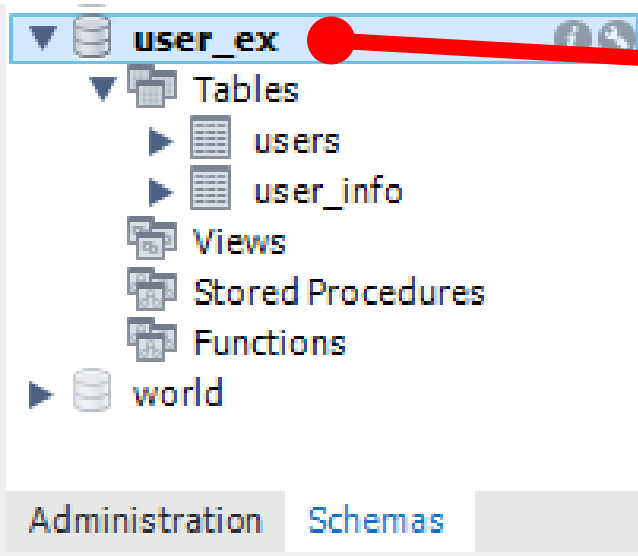 user_ex
Tables
users
user_info
Views
Stored Procedures
Functions
world
Administration Schemas